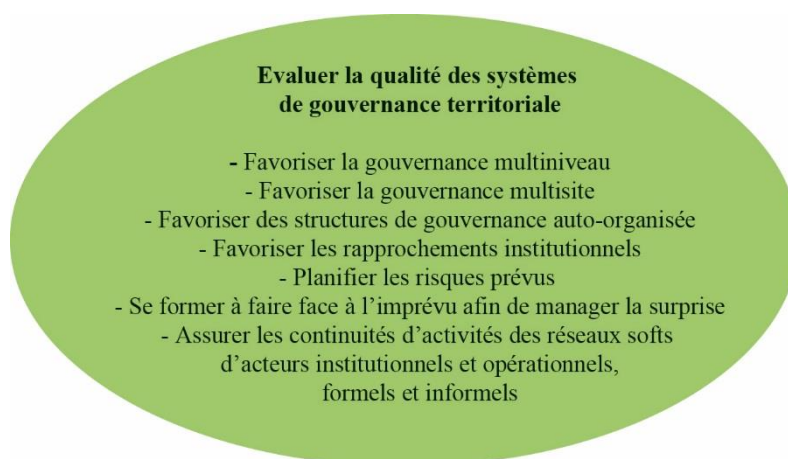 Evaluer la qualité des systèmes
de gouvernance territoriale
- Favoriser la gouvernance multiniveau
- Favoriser la gouvernance multisite
- Favoriser des structures de gouvernance auto-organisée
- Favoriser les rapprochements institutionnels
- Planifier les risques prévus
- Se former à faire face à l’imprévu afin de manager la surprise
- Assurer les continuités d’activités des réseaux softs
d’acteurs institutionnels et opérationnels,
formels et informels